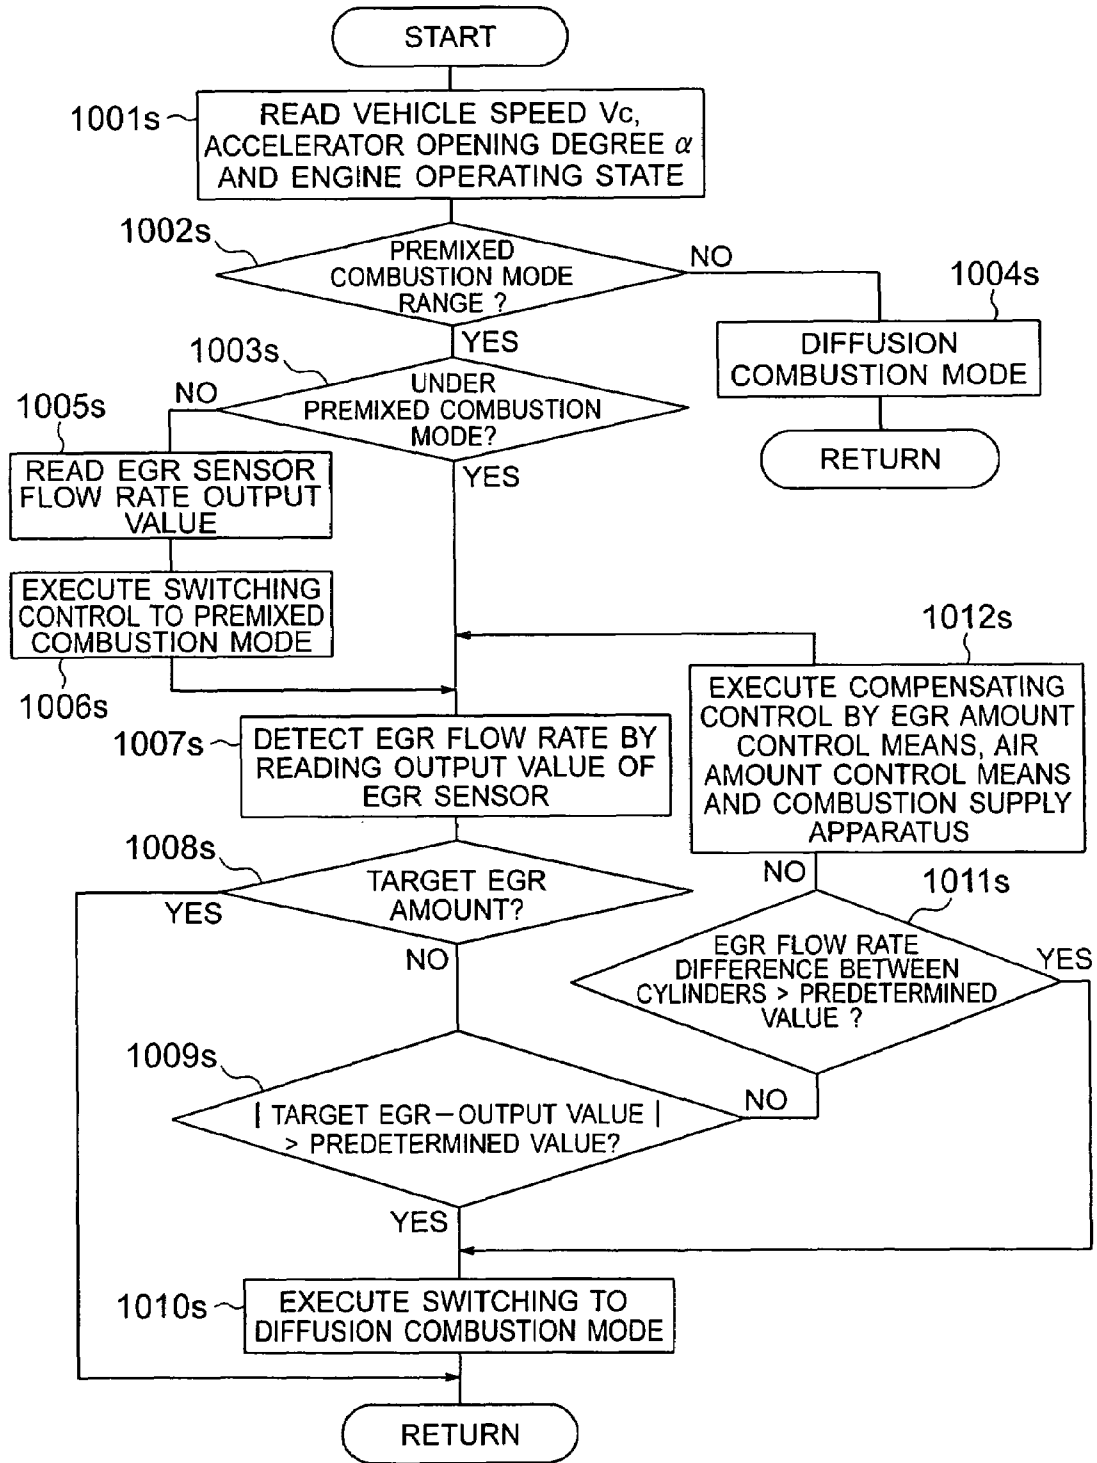 START
1001s
READ VEHICLE SPEED Vc,
ACCELERATOR OPENING DEGREE α
AND ENGINE OPERATING STATE
1002s
PREMIXED
COMBUSTION MODE
RANGE ?
NO
YES
1004s
DIFFUSION
COMBUSTION MODE
RETURN
1003s
UNDER
PREMIXED COMBUSTION
MODE?
NO
YES
1005s
READ EGR SENSOR
FLOW RATE OUTPUT
VALUE
EXECUTE SWITCHING
CONTROL TO PREMIXED
COMBUSTION MODE
1006s
1007s
DETECT EGR FLOW RATE BY
READING OUTPUT VALUE OF
EGR SENSOR
1012s
EXECUTE COMPENSATING
CONTROL BY EGR AMOUNT
CONTROL MEANS, AIR
AMOUNT CONTROL MEANS
AND COMBUSTION SUPPLY
APPARATUS
1008s
TARGET EGR
AMOUNT?
YES
NO
NO
1011s
EGR FLOW RATE
DIFFERENCE BETWEEN
CYLINDERS > PREDETERMINED
VALUE ?
YES
1009s
| TARGET EGR−OUTPUT VALUE |
> PREDETERMINED VALUE?
NO
YES
1010s
EXECUTE SWITCHING TO
DIFFUSION COMBUSTION MODE
RETURN